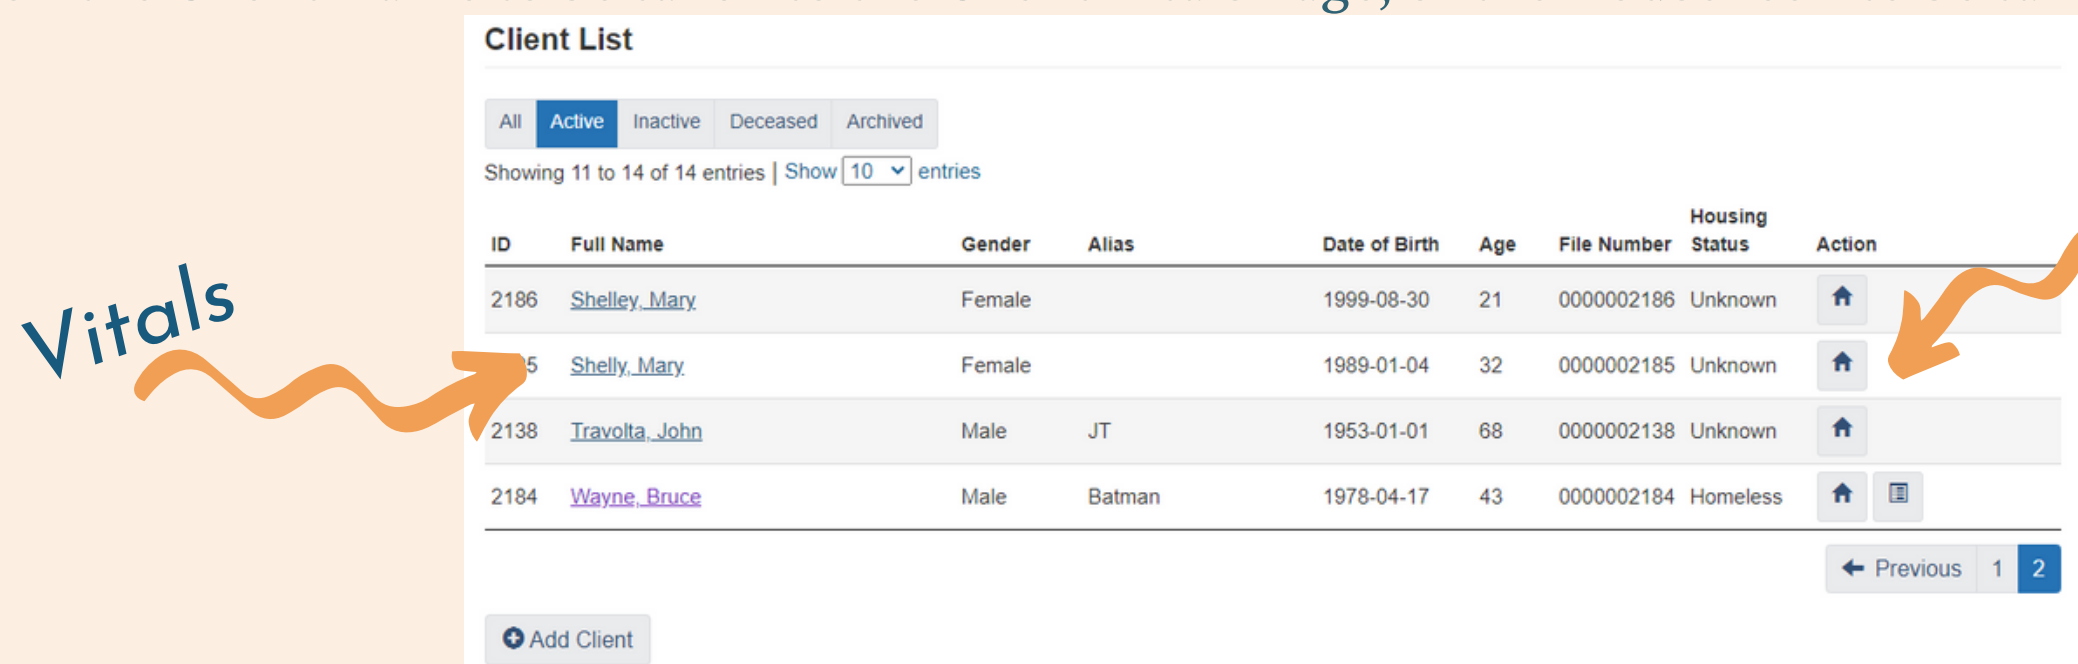 Client List
All Active Inactive Deceased Archived
Showing 11 to 14 of 14 entries | Show 10 entries
Housing
ID Full Name Gender Alias Date of Birth Age File Number Status Action
2186 Shelley, Mary Female 1999-08-30 21 0000002186 Unknown
Vitals
5 Shelly, Mary Female 1989-01-04 32 0000002185 Unknown
2138 Travolta, John Male JT 1953-01-01 68 0000002138 Unknown
2184 Wayne, Bruce Male Batman 1978-04-17 43 0000002184 Homeless
Previous 1 2
Add Client